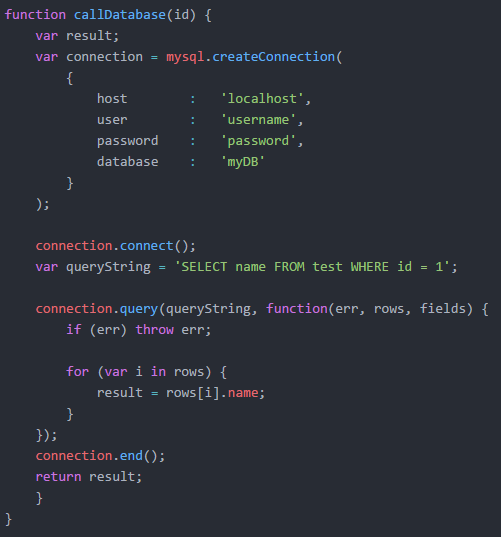 function callDatabase(id) {
    var result;
    var connection = mysql.createConnection(
        {
            host        :   'localhost',
            user        :   'username',
            password    :   'password',
            database    :   'myDB'
        }
    );

    connection.connect();
    var queryString = 'SELECT name FROM test WHERE id = 1';

    connection.query(queryString, function(err, rows, fields) {
        if (err) throw err;

        for (var i in rows) {
            result = rows[i].name;
        }
    });
    connection.end();
    return result;
    }
}